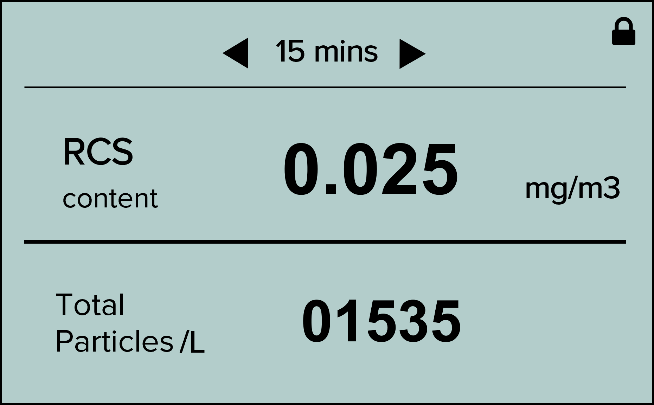 15 mins
RCS
content
0.025
mg/m3
Total
Particles /L
01535